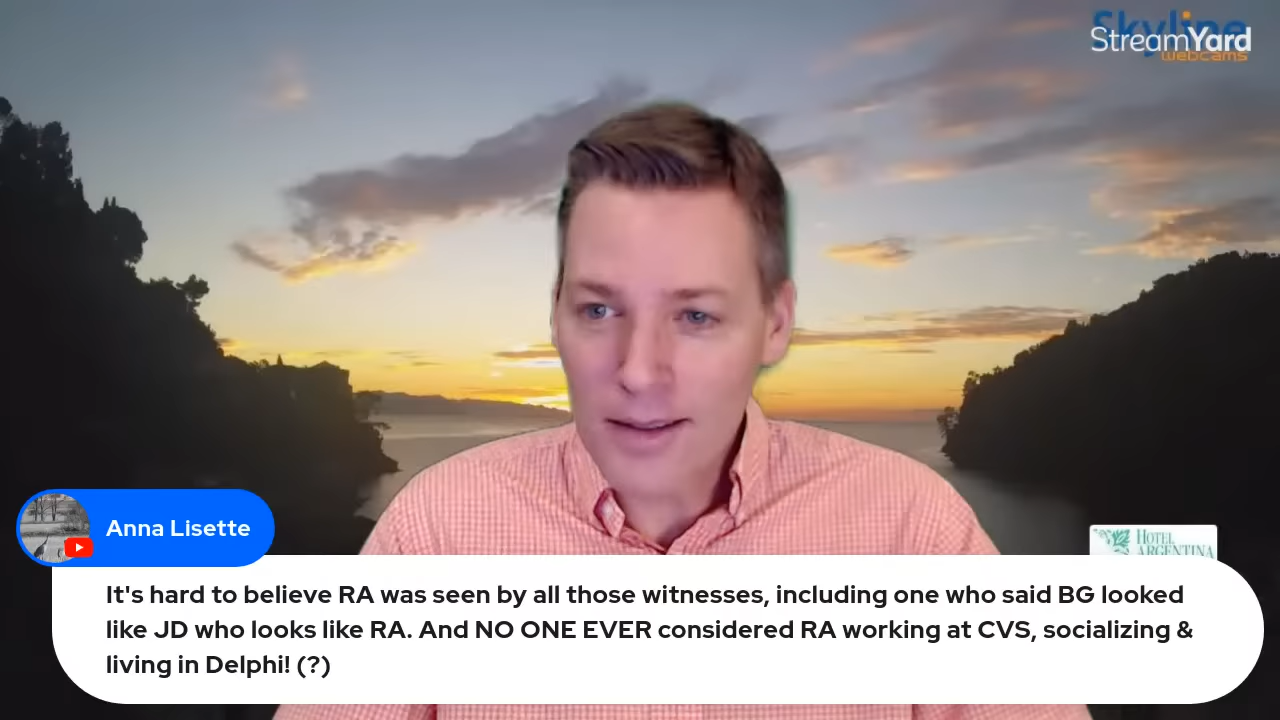 Skyline
StreamYard
webcams
Anna Lisette
HOTEL
ARGENTINA
It's hard to believe RA was seen by all those witnesses, including one who said BG looked
like JD who looks like RA. And NO ONE EVER considered RA working at CVS, socializing &
living in Delphi! (?)